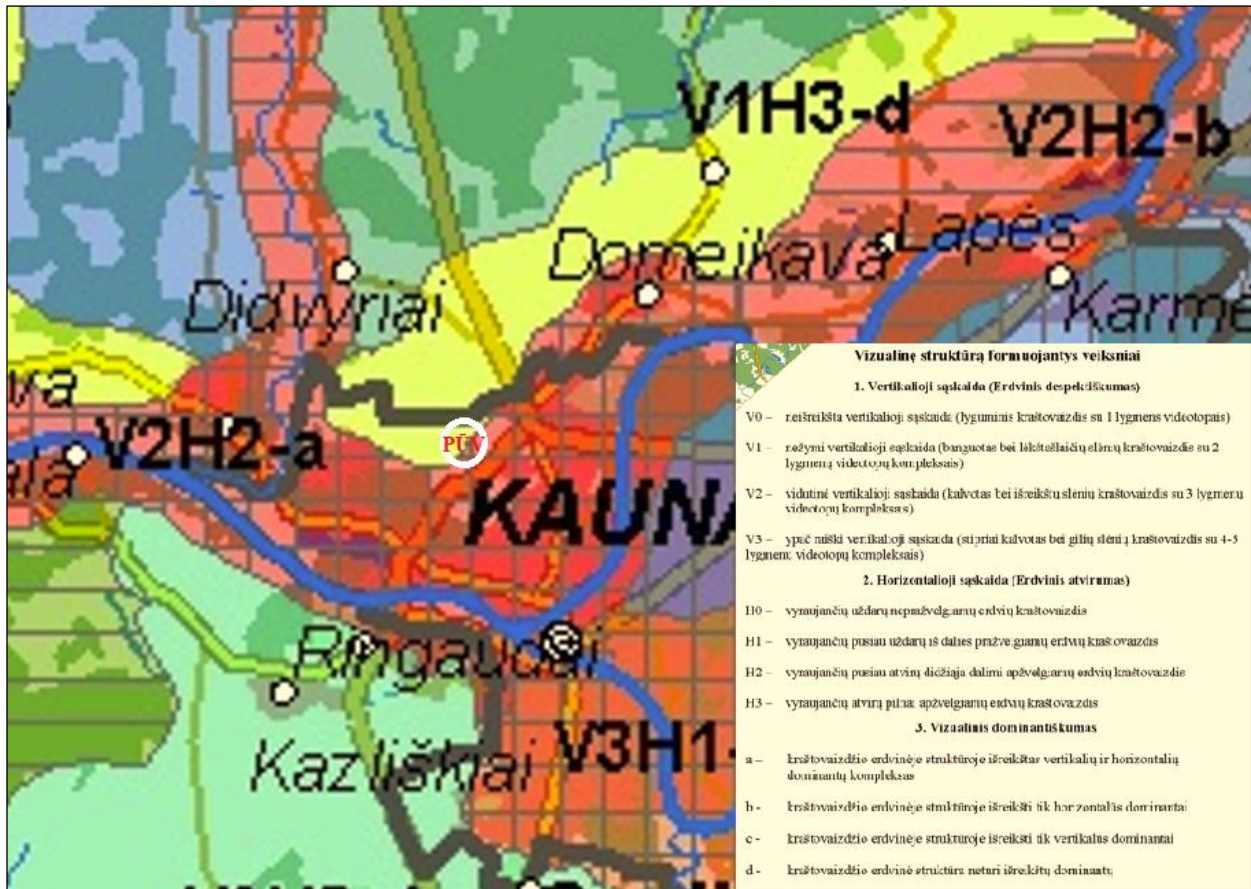 V1H3-d
V2H2-b
Domeikava
Lapės
Didvyriai
Karmė
va
V2H2-a
PŪV
ala
KAUNA
Ringaudai
V3H1-
Kazliškiai
Vizualinę struktūrą formuojantys veiksniai
1. Vertikalioji sąskaida (Erdvinis despektiškumas)
V0 – neišreikšta vertikalioji sąskaida (lyguminis kraštovaizdis su 1 lygmens videotopais)
V1 – nežymi vertikalioji sąskaida (banguotas bei lėkštašlaičių slėnių kraštovaizdis su 2
lygmenų videotopų kompleksais)
V2 – vidutinė vertikalioji sąskaida (kalvotas bei išreikštų slėnių kraštovaizdis su 3 lygmenų
videotopų kompleksais)
V3 – ypač raiški vertikalioji sąskaida (stipriai kalvotas bei gilių slėnių kraštovaizdis su 4-5
lygmenų videotopų kompleksais)
2. Horizontalioji sąskaida (Erdvinis atvirumas)
H0 – vyraujančių uždarų nepražvelgiamų erdvių kraštovaizdis
H1 – vyraujančių pusiau uždarų iš dalies pražvelgiamų erdvių kraštovaizdis
H2 – vyraujančių pusiau atvirų didžiąja dalimi apžvelgiamų erdvių kraštovaizdis
H3 – vyraujančių atvirų pilnai apžvelgiamų erdvių kraštovaizdis
3. Vizualinis dominantiškumas
a – kraštovaizdžio erdvinėje struktūroje išreikštas vertikalių ir horizontalių
dominantų kompleksas
b - kraštovaizdžio erdvinėje struktūroje išreikšti tik horizontalūs dominantai
c - kraštovaizdžio erdvinėje struktūroje išreikšti tik vertikalūs dominantai
d - kraštovaizdžio erdvinė struktūra neturi išreikštų dominantų